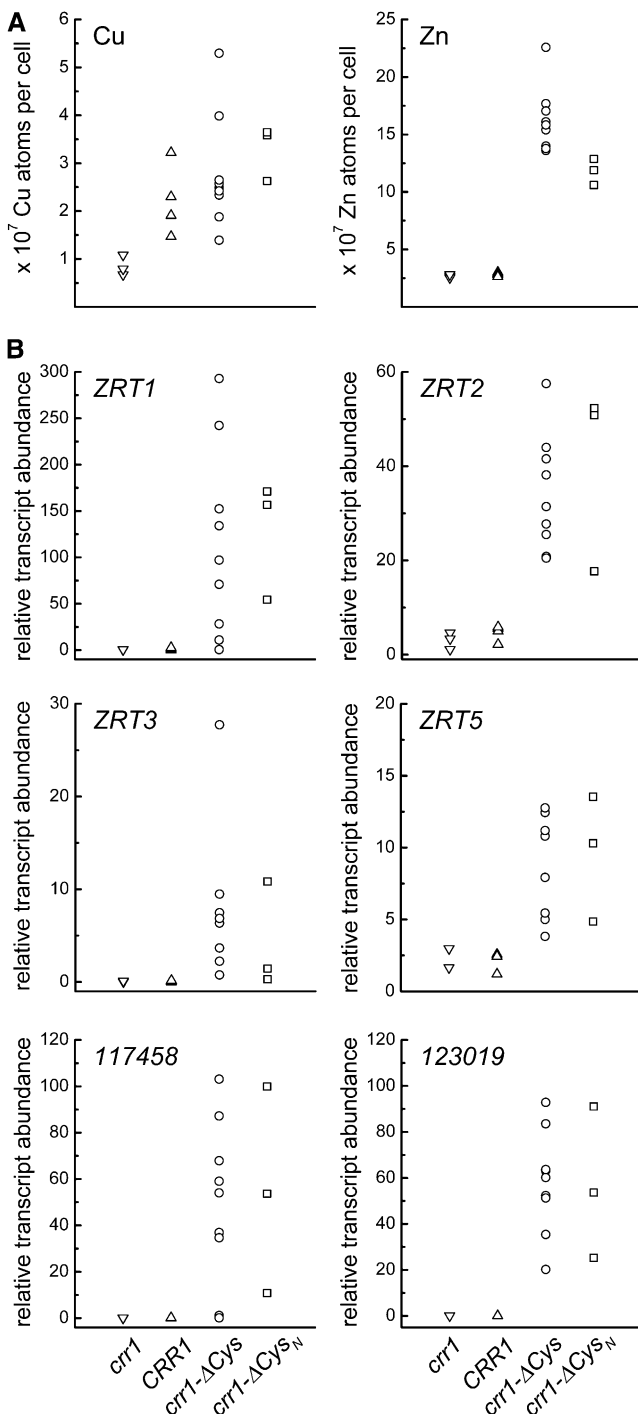 A
Cu
x 10⁷ Cu atoms per cell
6
5
4
3
2
1
Zn
x 10⁷ Zn atoms per cell
25
20
15
10
5
B
ZRT1
relative transcript abundance
300
250
200
150
100
50
0
ZRT2
relative transcript abundance
60
40
20
0
ZRT3
relative transcript abundance
30
20
10
0
ZRT5
relative transcript abundance
20
15
10
5
0
117458
relative transcript abundance
120
100
80
60
40
20
0
123019
relative transcript abundance
120
100
80
60
40
20
0
crr1
CRR1
crr1-ΔCys
crr1-ΔCys_N
crr1
CRR1
crr1-ΔCys
crr1-ΔCys_N